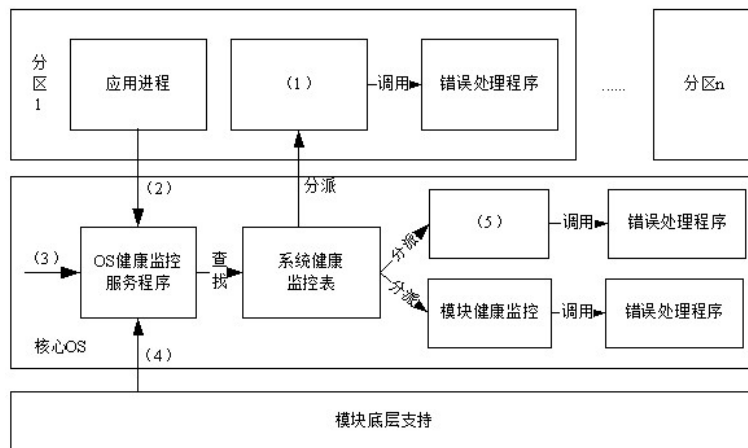 分
区
1
应用进程
（1）
调用
错误处理程序
……
分区n
（2）
分派
（3）
OS健康监控
服务程序
查
找
系统健康
监控表
分派
（5）
调用
错误处理程序
分派
模块健康监控
调用
错误处理程序
核心OS
（4）
模块底层支持